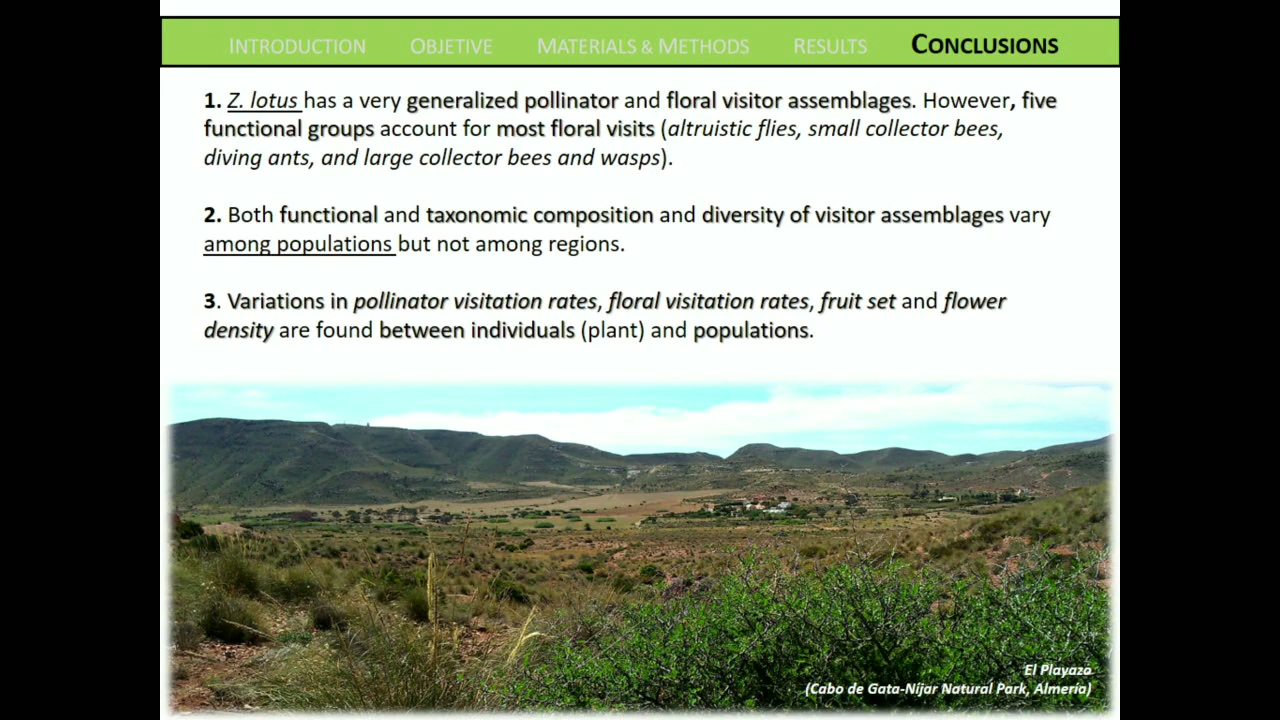 INTRODUCTION OBJETIVE MATERIALS & METHODS RESULTS CONCLUSIONS
1. Z. lotus has a very generalized pollinator and floral visitor assemblages. However, five
functional groups account for most floral visits (altruistic flies, small collector bees,
diving ants, and large collector bees and wasps).
2. Both functional and taxonomic composition and diversity of visitor assemblages vary
among populations but not among regions.
3. Variations in pollinator visitation rates, floral visitation rates, fruit set and flower
density are found between individuals (plant) and populations.
El Playazo
(Cabo de Gata-Níjar Natural Park, Almería)